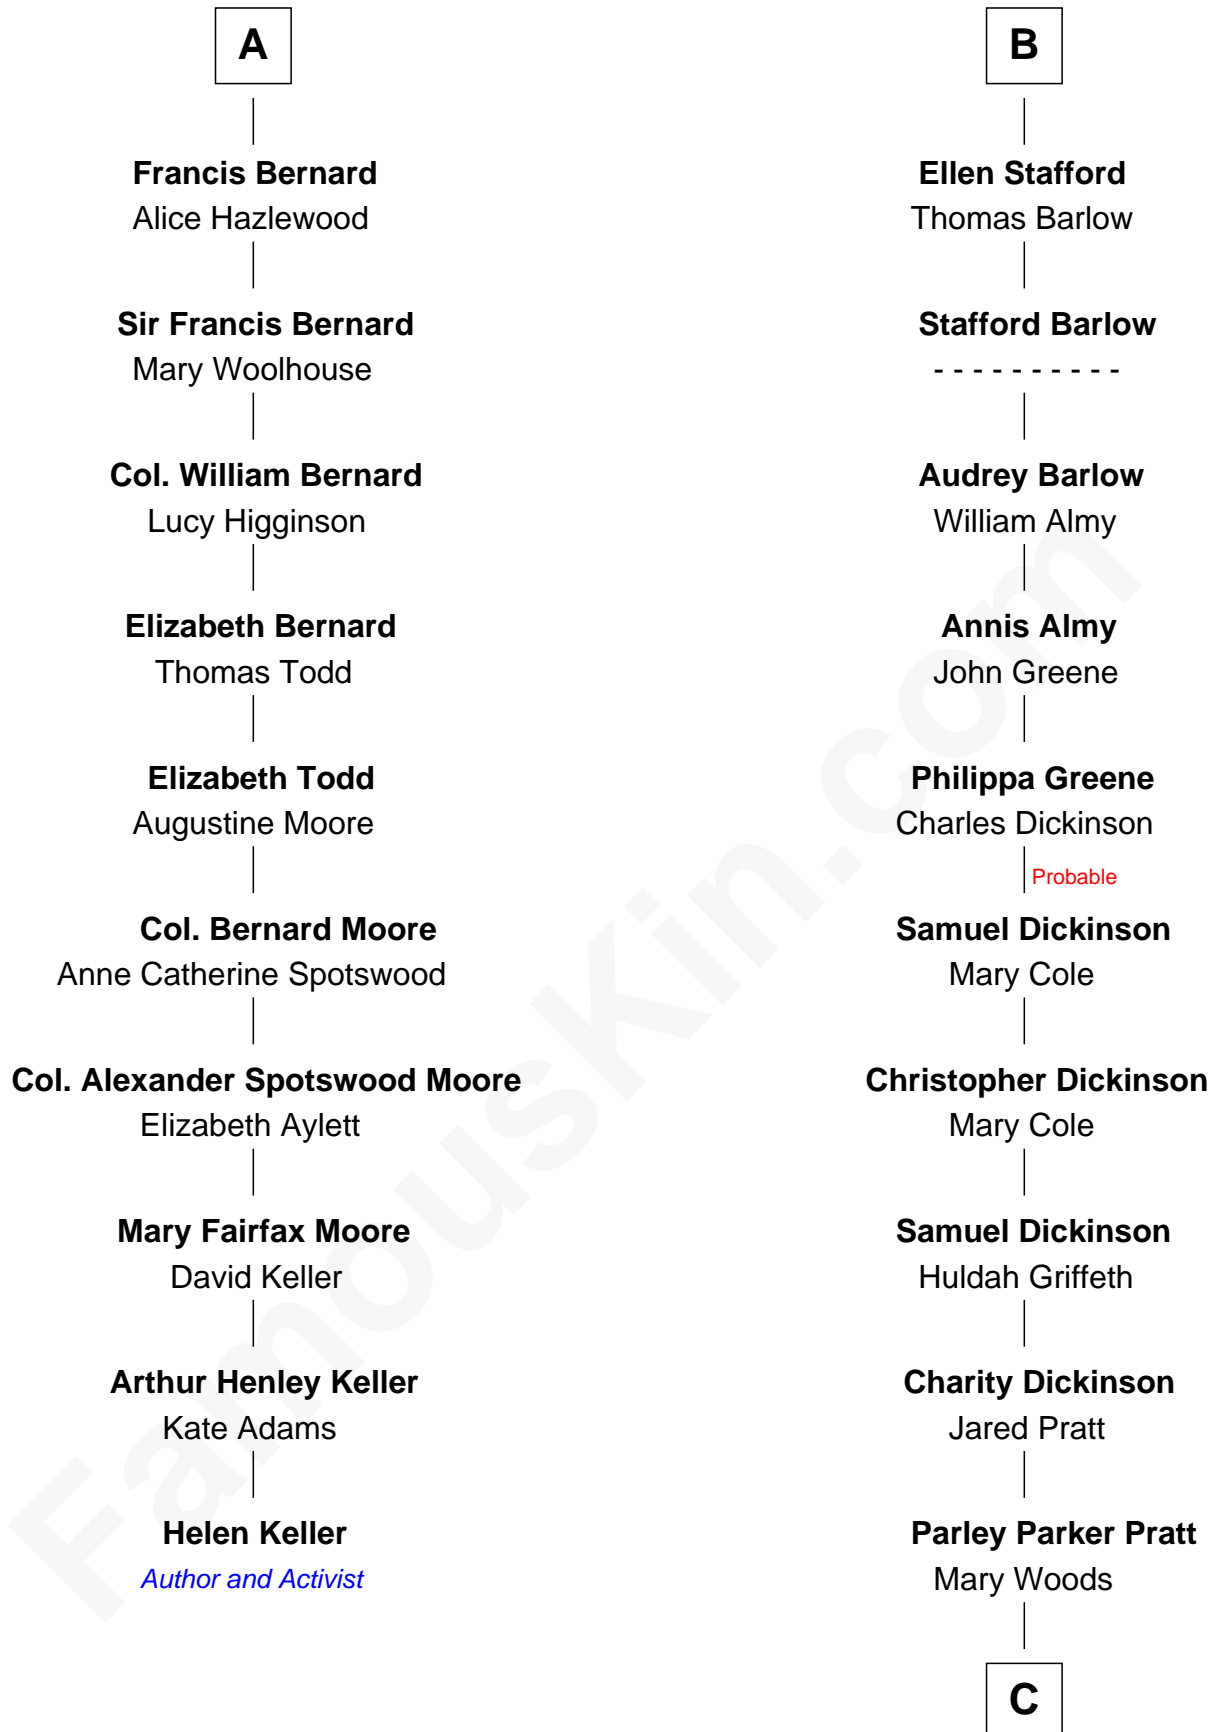 A
Francis Bernard
Alice Hazlewood
Sir Francis Bernard
Mary Woolhouse
Col. William Bernard
Lucy Higginson
Elizabeth Bernard
Thomas Todd
Elizabeth Todd
Augustine Moore
Col. Bernard Moore
Anne Catherine Spotswood
Col. Alexander Spotswood Moore
Elizabeth Aylett
Mary Fairfax Moore
David Keller
Arthur Henley Keller
Kate Adams
Helen Keller
Author and Activist
B
Ellen Stafford
Thomas Barlow
Stafford Barlow
- - - - - - - - - -
Audrey Barlow
William Almy
Annis Almy
John Greene
Philippa Greene
Charles Dickinson
Probable
Samuel Dickinson
Mary Cole
Christopher Dickinson
Mary Cole
Samuel Dickinson
Huldah Griffeth
Charity Dickinson
Jared Pratt
Parley Parker Pratt
Mary Woods
C
FamousKin.com